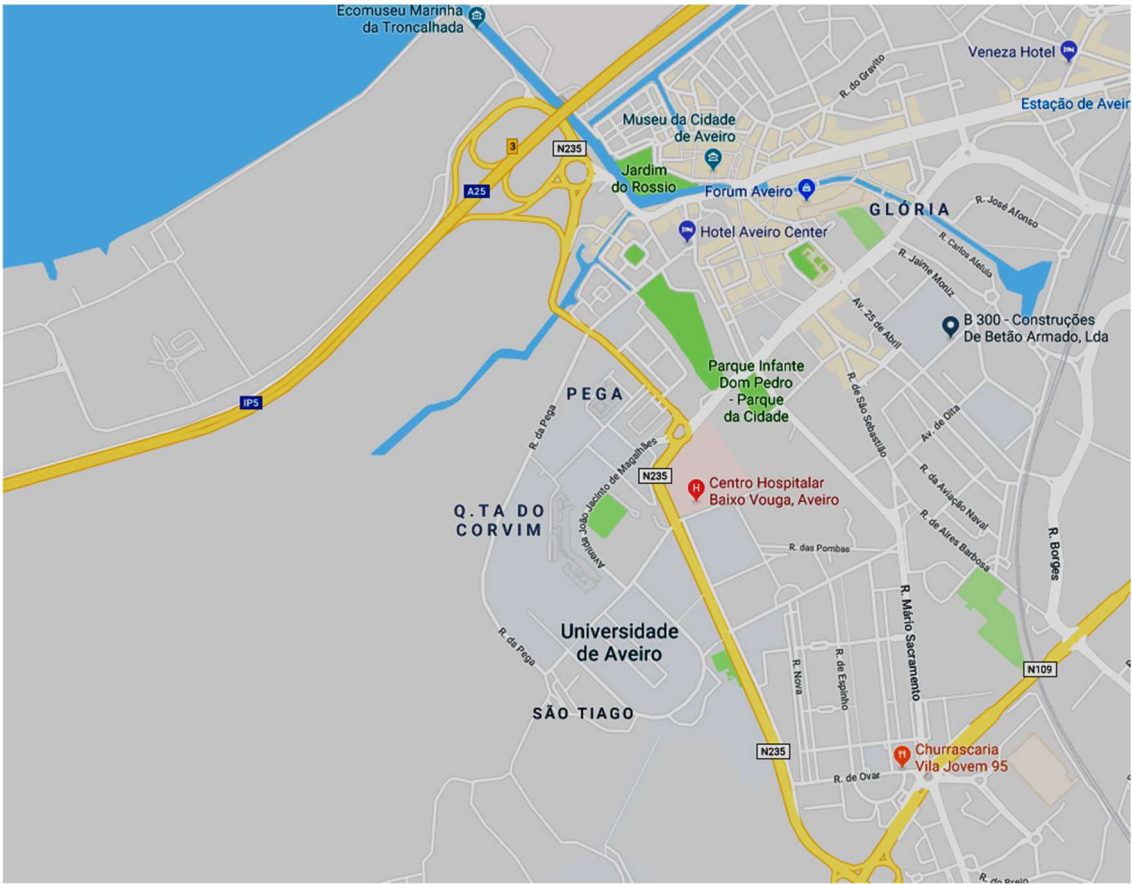 Ecomuseu Marinha
da Troncalhada
Veneza Hotel
R. do Gravito
Estação de Aveir
Museu da Cidade
de Aveiro
3
N235
Jardim
do Rossio
A25
Forum Aveiro
GLÓRIA
R. José Afonso
Hotel Aveiro Center
R. Carlos Aleluia
R. Jaime Moniz
Av. 25 de Abril
B 300 - Construções
De Betão Armado, Lda
Parque Infante
Dom Pedro
- Parque
da Cidade
PEGA
IP5
R. da Pega
R. de São Sebastião
Av. de Oita
Avenida João Jacinto de Magalhães
N235
Centro Hospitalar
Baixo Vouga, Aveiro
R. da Aviação Naval
Q.TA DO
CORVIM
R. de Aires Barbosa
R. Borges
R. das Pombas
R. Mário Sacramento
Universidade
de Aveiro
R. da Pega
R. Nova
R. de Espinho
N109
SÃO TIAGO
N235
Churrascaria
Vila Jovem 95
R. de Ovar